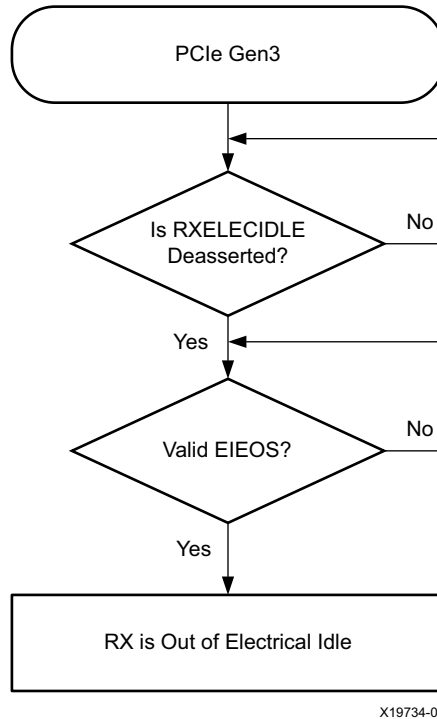 PCIe Gen3
Is RXELECIDLE
Deasserted?
No
Yes
Valid EIEOS?
No
Yes
RX is Out of Electrical Idle
X19734-0